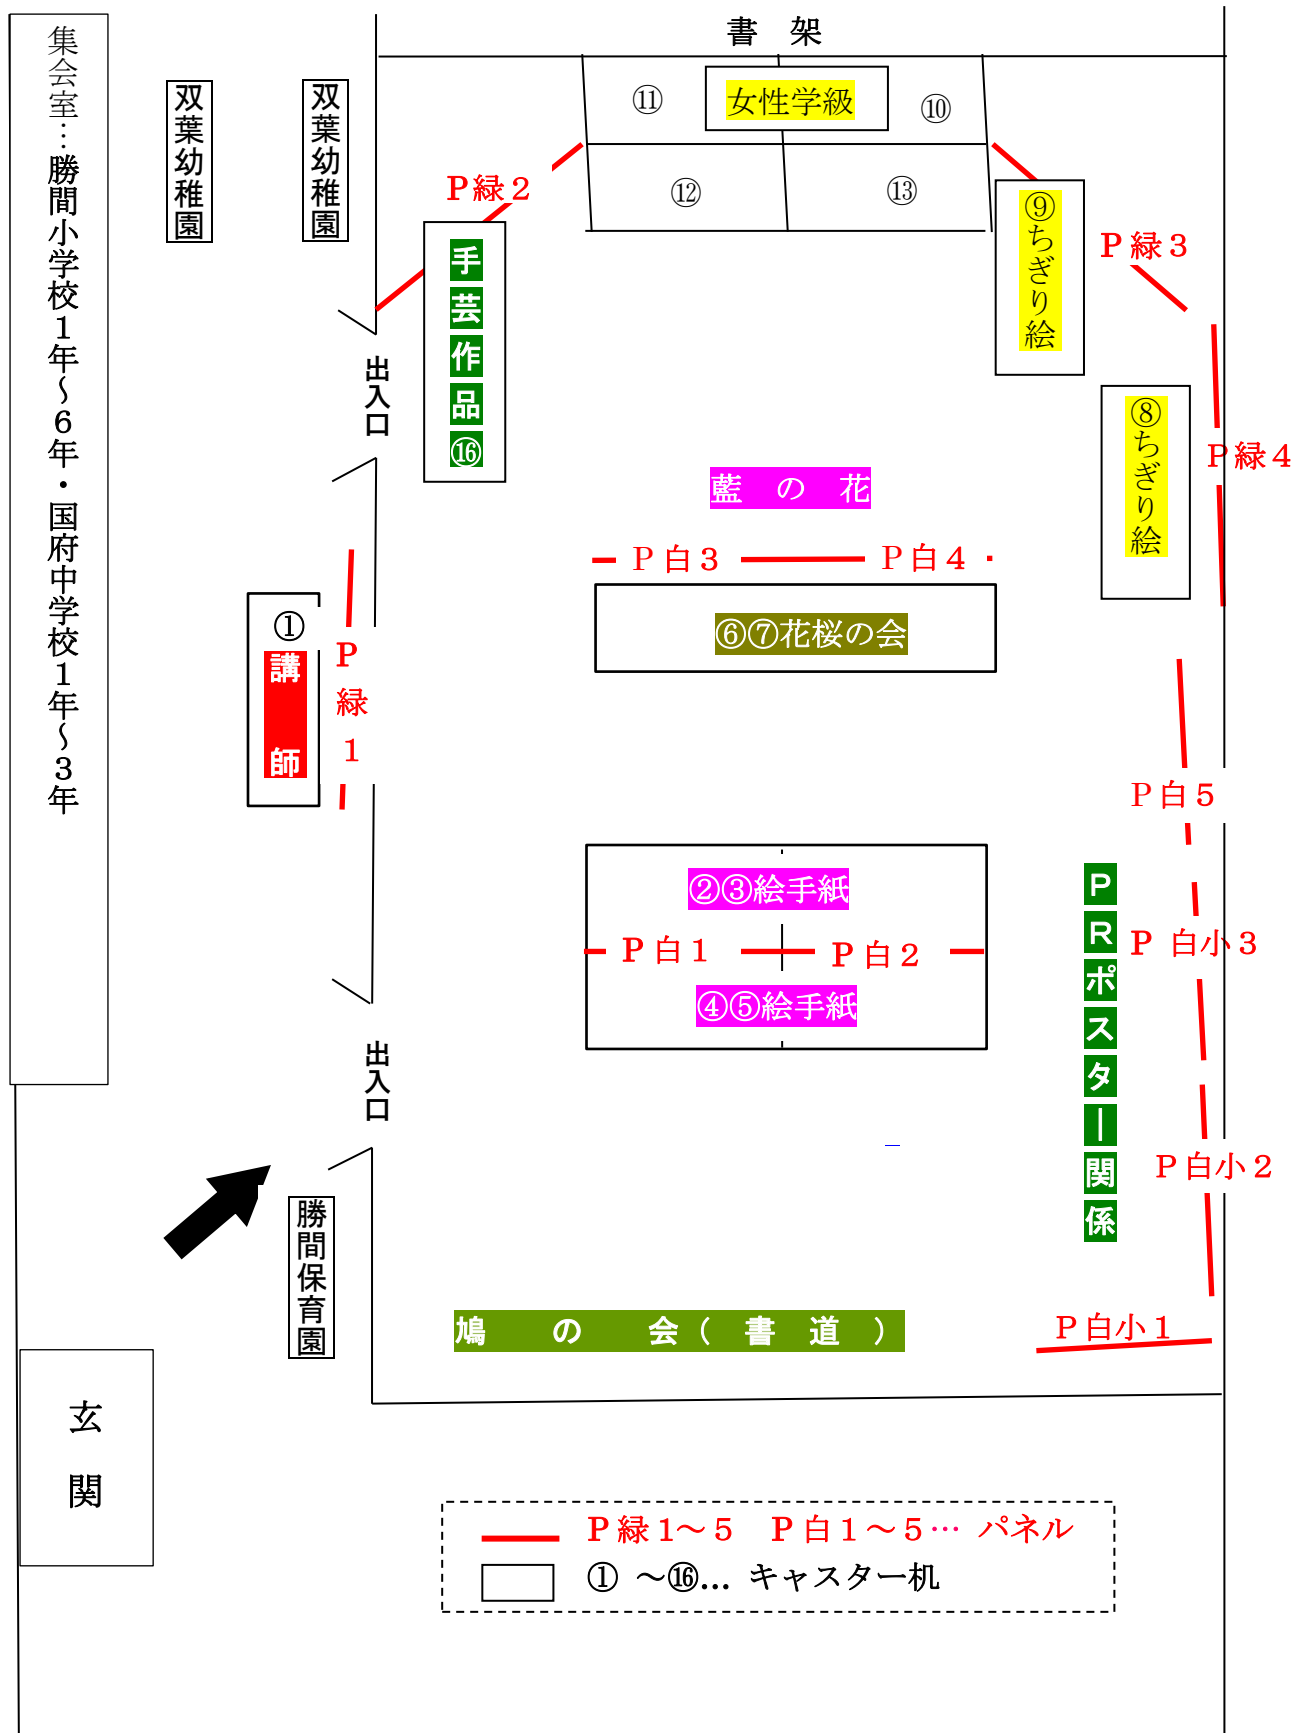 書　架
集会室…勝間小学校１年～６年・国府中学校１年～３年
双葉幼稚園
双葉幼稚園
⑪
女性学級
⑩
⑫
⑬
Ｐ緑２
手芸作品⑯
⑨ちぎり絵
Ｐ緑３
⑧ちぎり絵
Ｐ緑４
出入口
藍　の　花
Ｐ白３
Ｐ白４
⑥⑦花桜の会
①
講　師
Ｐ緑１
Ｐ白５
②③絵手紙
Ｐ白１
Ｐ白２
④⑤絵手紙
ＰＲポスター関係
Ｐ 白小３
出入口
Ｐ白小２
勝間保育園
鳩　の　会（　書　道　）
Ｐ白小１
玄関
Ｐ緑１～５　Ｐ白１～５… パネル
① ～⑯… キャスター机